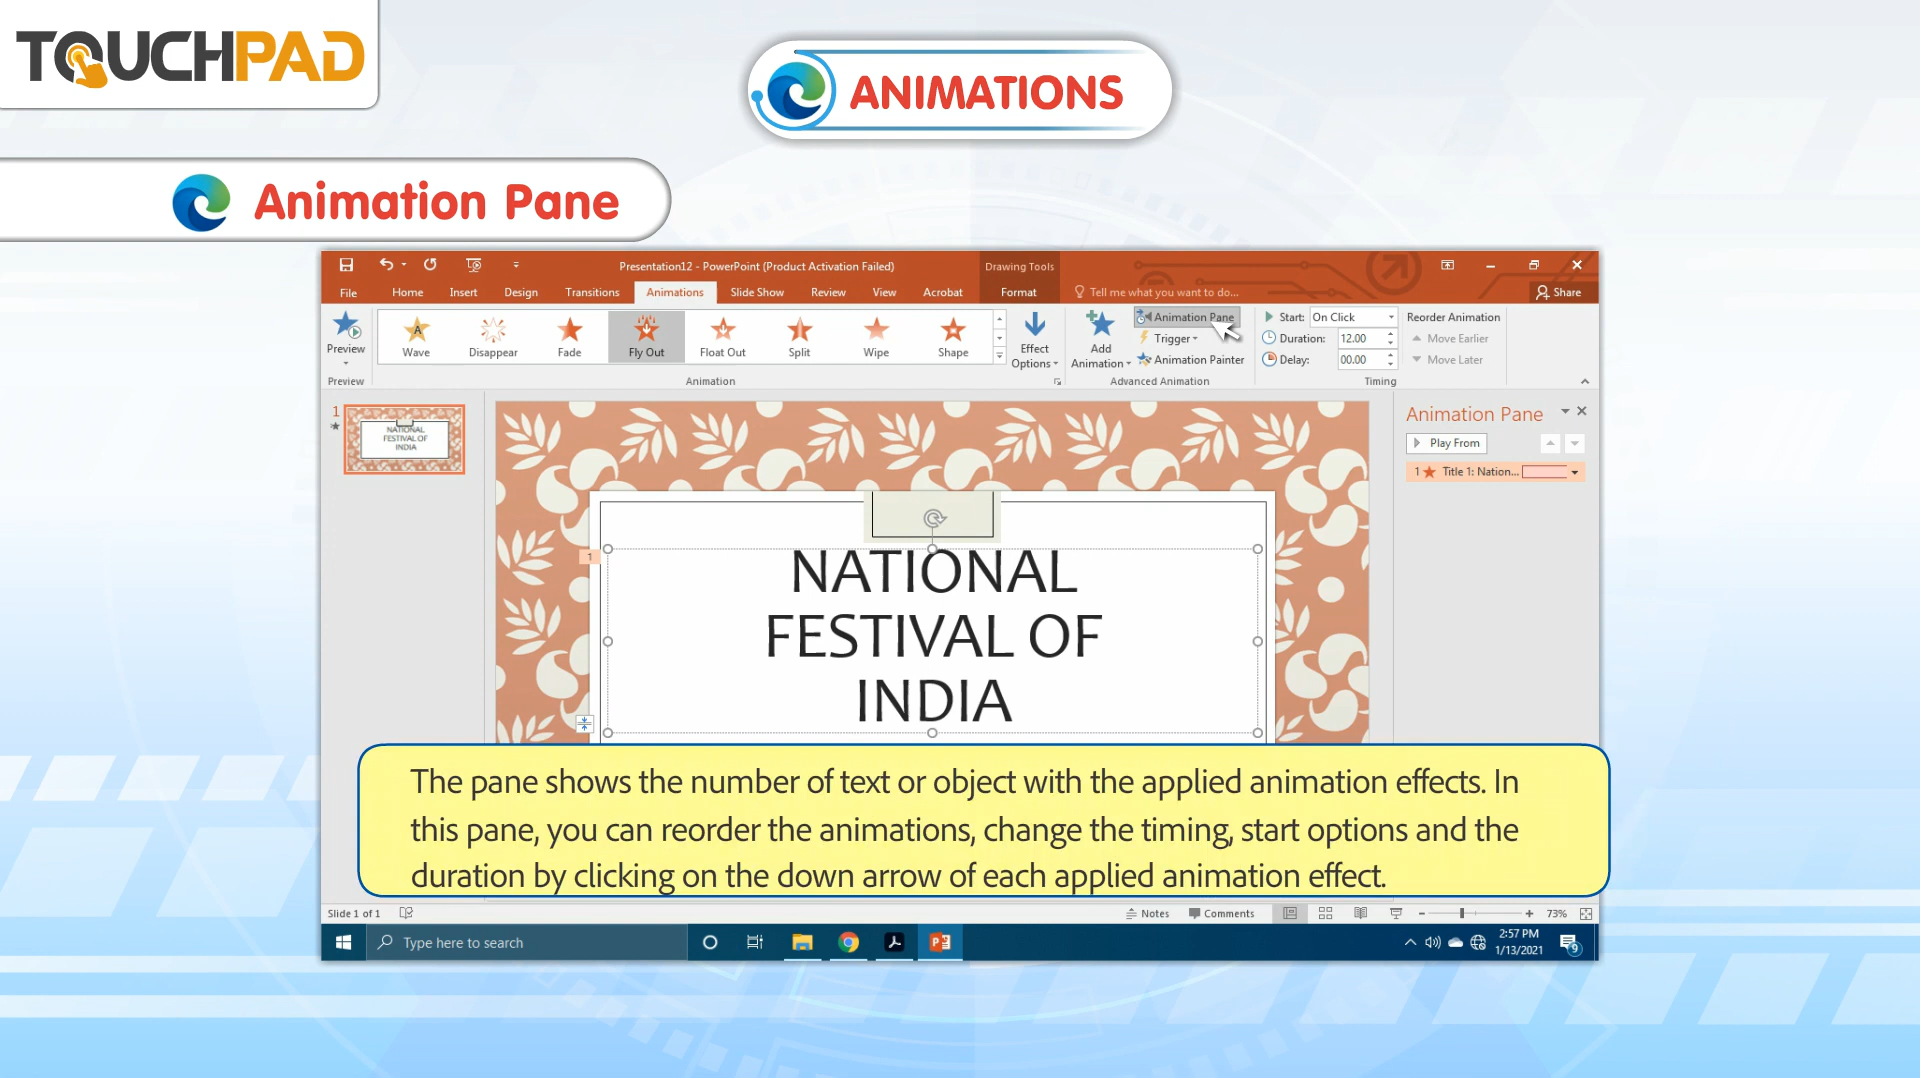 TOUCHPAD
ANIMATIONS
Animation Pane
Presentation12 - PowerPoint (Product Activation Failed)
Drawing Tools
File Home Insert Design Transitions Animations Slide Show Review View Acrobat Format Tell me what you want to do... Share
Preview
Wave Disappear Fade Fly Out Float Out Split Wipe Shape
Effect Options
Add Animation
Animation Pane
Trigger
Animation Painter
Start: On Click
Duration: 12.00
Delay: 00.00
Reorder Animation
Move Earlier
Move Later
Preview Animation Advanced Animation Timing
1
NATIONAL
FESTIVAL OF
INDIA
1
NATIONAL
FESTIVAL OF
INDIA
Animation Pane
Play From
1 Title 1: Nation...
The pane shows the number of text or object with the applied animation effects. In
this pane, you can reorder the animations, change the timing, start options and the
duration by clicking on the down arrow of each applied animation effect.
Slide 1 of 1 Notes Comments 73%
Type here to search
2:57 PM
1/13/2021
9